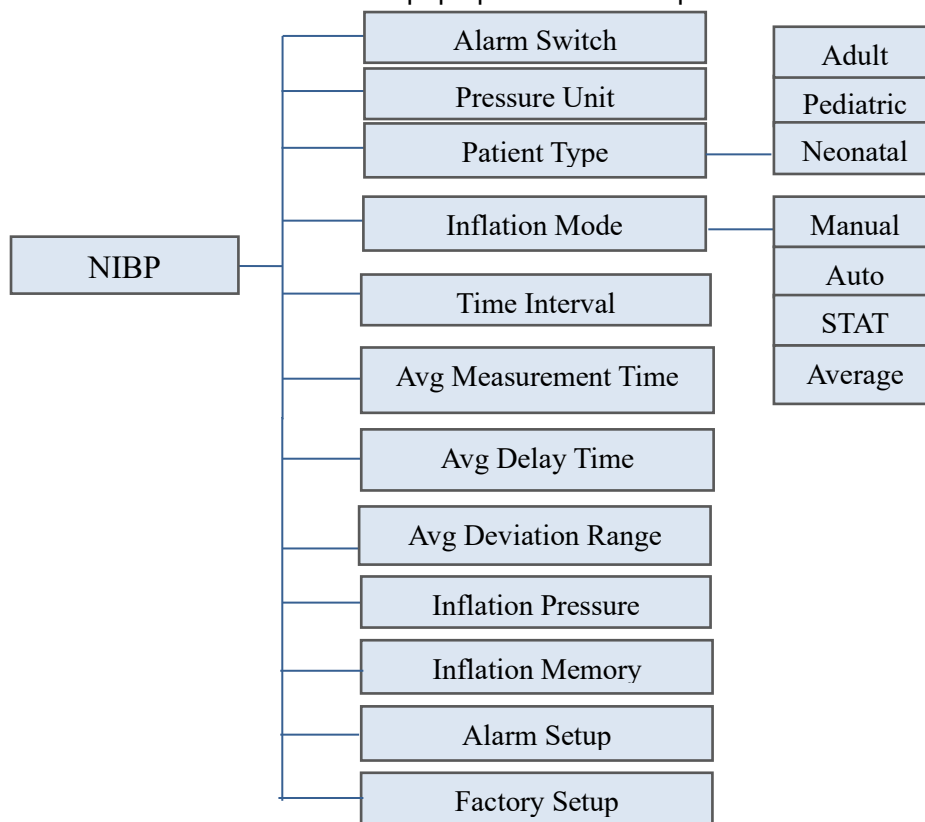 Alarm Switch
Pressure Unit
Patient Type
Inflation Mode
NIBP
Time Interval
Avg Measurement Time
Avg Delay Time
Avg Deviation Range
Inflation Pressure
Inflation Memory
Alarm Setup
Factory Setup
Adult
Pediatric
Neonatal
Manual
Auto
STAT
Average